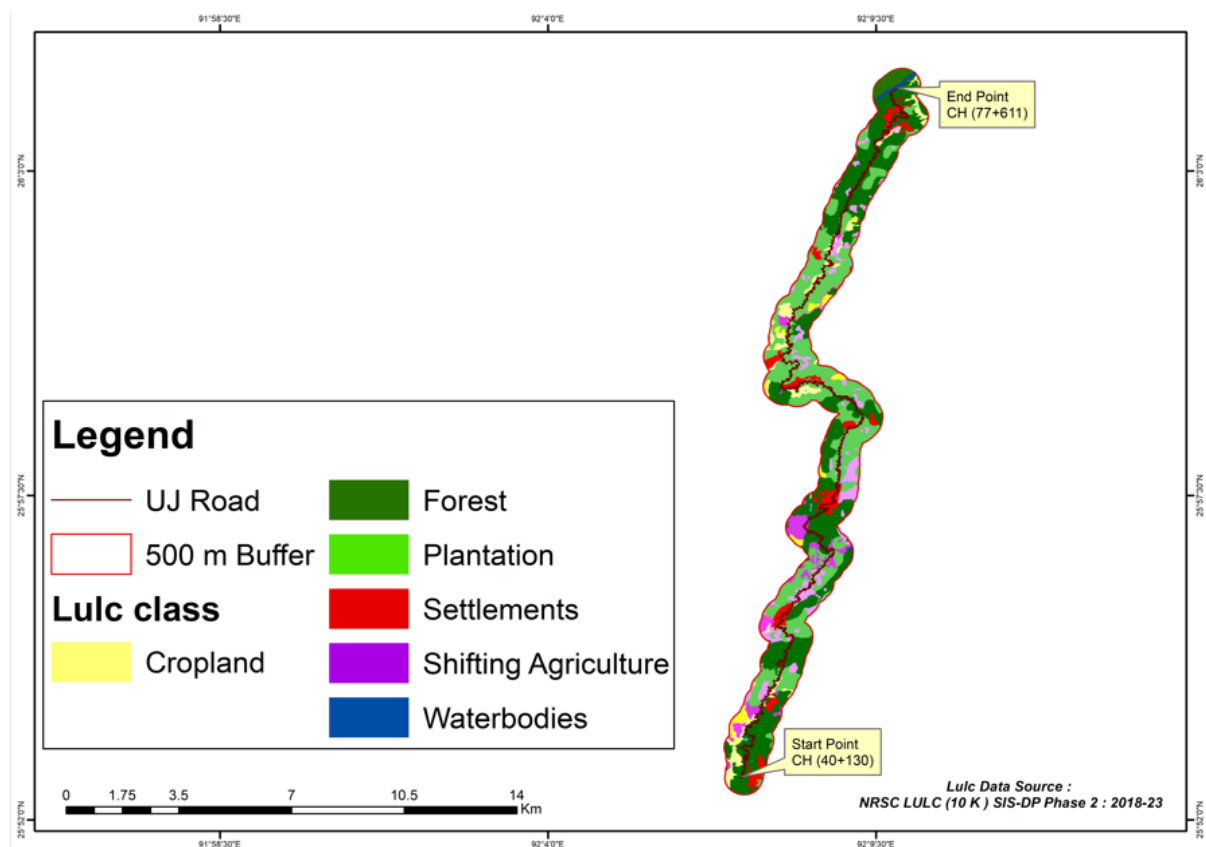 91°58'30"E
92°4'0"E
92°9'30"E
End Point
CH (77+611)
26°3'0"N
26°3'0"N
Legend
UJ Road
500 m Buffer
Lulc class
Cropland
Forest
Plantation
Settlements
Shifting Agriculture
Waterbodies
25°57'30"N
25°57'30"N
Start Point
CH (40+130)
0 1.75 3.5 7 10.5 14
Km
Lulc Data Source :
NRSC LULC (10 K ) SIS-DP Phase 2 : 2018-23
25°52'0"N
25°52'0"N
91°58'30"E
92°4'0"E
92°9'30"E